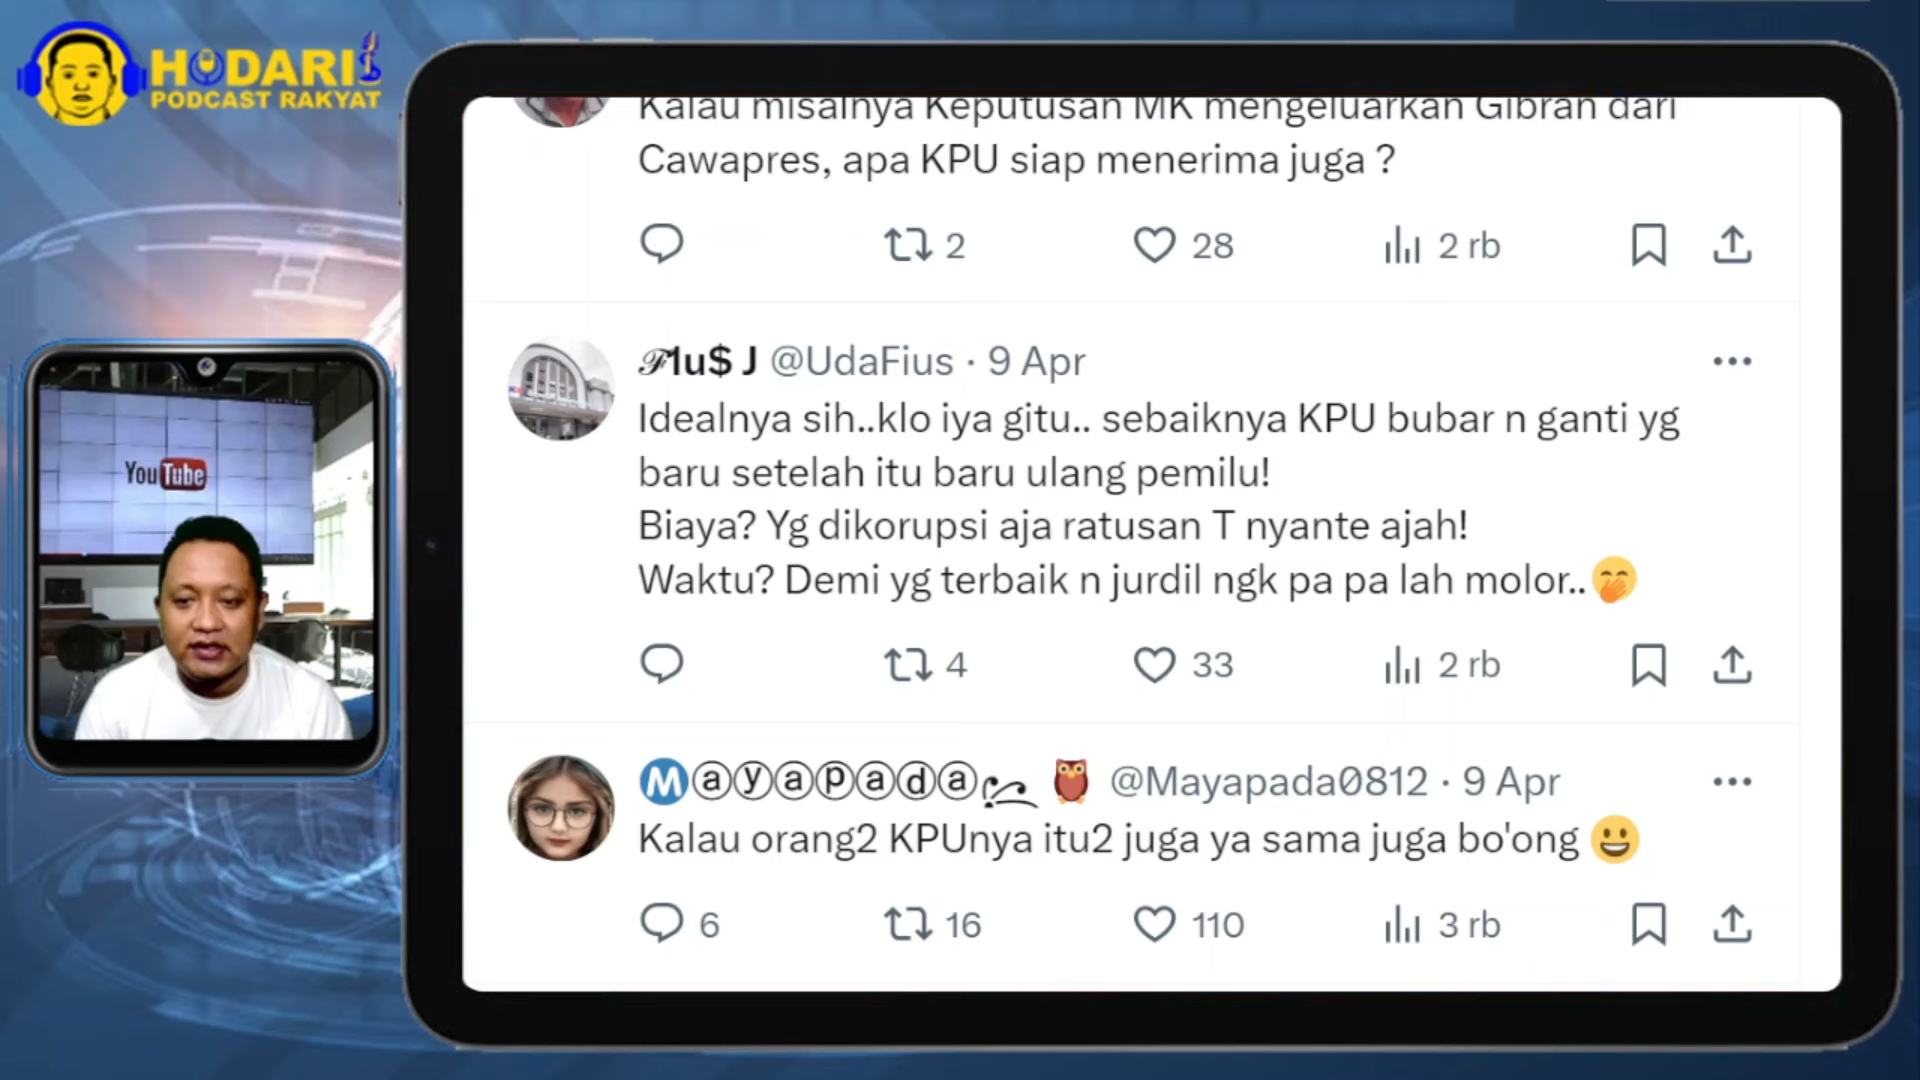 HODARI
PODCAST RAKYAT
YouTube
Kalau misalnya Keputusan MK mengeluarkan Gibran dari
Cawapres, apa KPU siap menerima juga ?
2 28 2 rb
Flu$ J @UdaFius · 9 Apr
Idealnya sih..klo iya gitu.. sebaiknya KPU bubar n ganti yg
baru setelah itu baru ulang pemilu!
Biaya? Yg dikorupsi aja ratusan T nyante ajah!
Waktu? Demi yg terbaik n jurdil ngk pa pa lah molor..🤭
4 33 2 rb
Ⓜⓐⓨⓐⓟⓐⓓⓐ 🦉 @Mayapada0812 · 9 Apr
Kalau orang2 KPUnya itu2 juga ya sama juga bo'ong 😀
6 16 110 3 rb